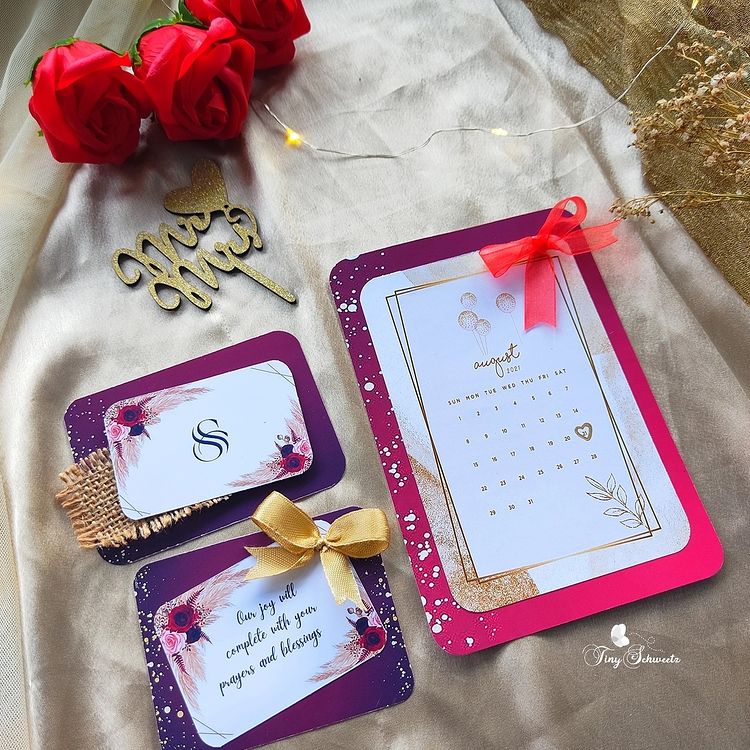 Mr
Mrs
august
2021
SUN MON TUE WED THU FRI SAT
1 2 3 4 5 6 7
8 9 10 11 12 13 14
15 16 17 18 19 20
22 23 24 25 26 27 28
29 30 31
SS
Our joy will
complete with your
prayers and blessings
Tiny Schweetz